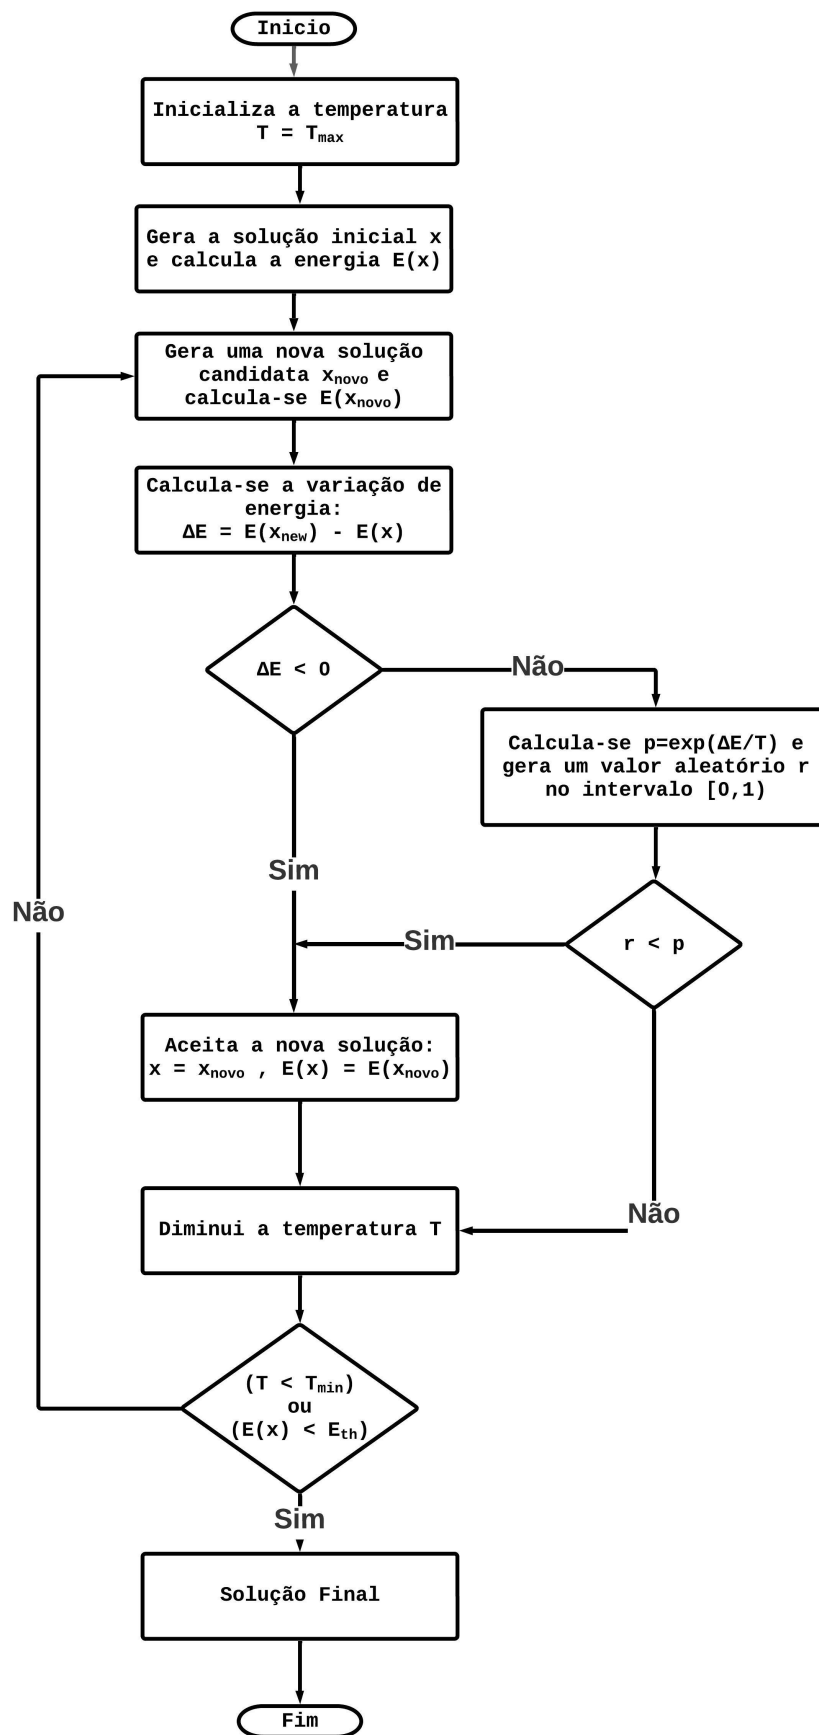 Inicio
Inicializa a temperatura
T = Tmax
Gera a solução inicial x
e calcula a energia E(x)
Gera uma nova solução
candidata xnovo e
calcula-se E(xnovo)
Calcula-se a variação de
energia:
ΔE = E(xnew) - E(x)
ΔE < 0
Não
Calcula-se p=exp(ΔE/T) e
gera um valor aleatório r
no intervalo [0,1)
Sim
Não
Sim
r < p
Aceita a nova solução:
x = xnovo , E(x) = E(xnovo)
Não
Diminui a temperatura T
(T < Tmin)
ou
(E(x) < Eth)
Sim
Solução Final
Fim